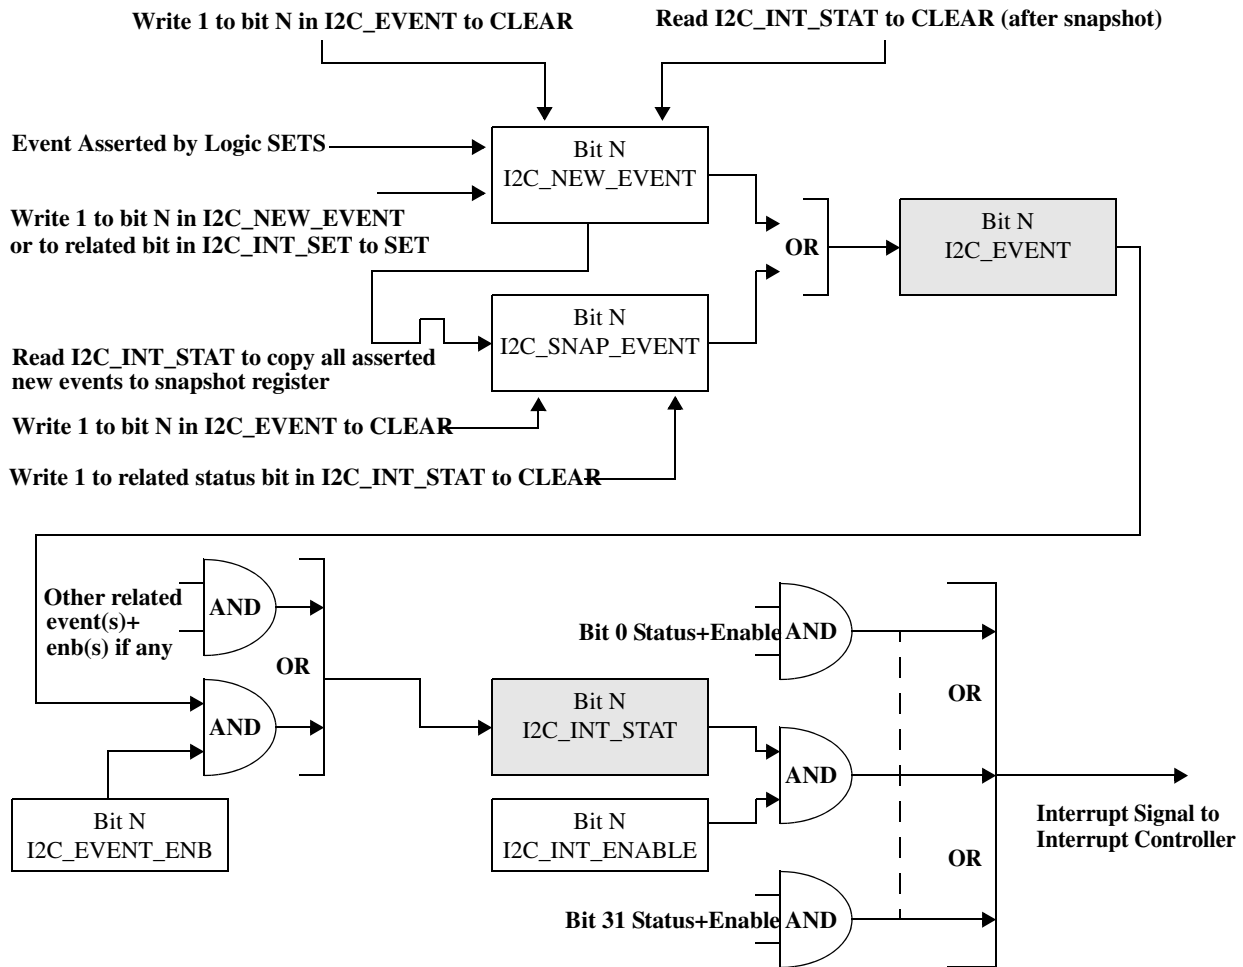 Write 1 to bit N in I2C_EVENT to CLEAR
Read I2C_INT_STAT to CLEAR (after snapshot)
Event Asserted by Logic SETS
Bit N
I2C_NEW_EVENT
Write 1 to bit N in I2C_NEW_EVENT
or to related bit in I2C_INT_SET to SET
OR
Bit N
I2C_EVENT
Bit N
I2C_SNAP_EVENT
Read I2C_INT_STAT to copy all asserted
new events to snapshot register
Write 1 to bit N in I2C_EVENT to CLEAR
Write 1 to related status bit in I2C_INT_STAT to CLEAR
Other related
event(s)+
enb(s) if any
AND
OR
AND
Bit N
I2C_EVENT_ENB
Bit N
I2C_INT_STAT
Bit N
I2C_INT_ENABLE
Bit 0 Status+Enable
AND
OR
AND
OR
Bit 31 Status+Enable
AND
Interrupt Signal to
Interrupt Controller